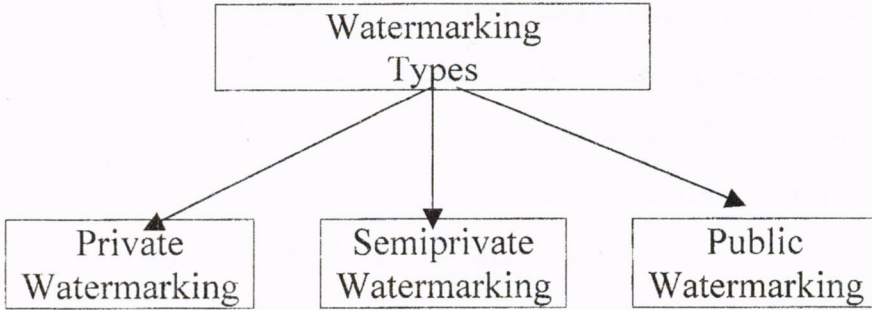 Watermarking
Types
Private
Watermarking
Semiprivate
Watermarking
Public
Watermarking